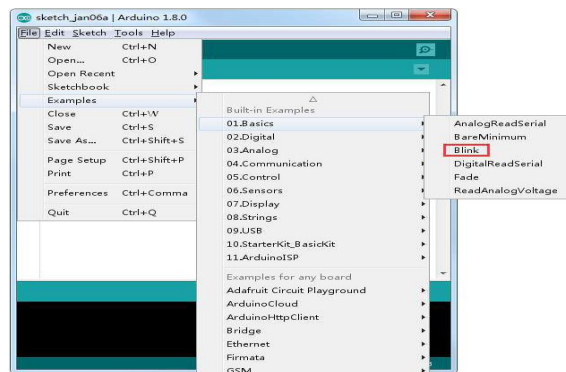 sketch_jan06a | Arduino 1.8.0
File Edit Sketch Tools Help
New Ctrl+N
Open... Ctrl+O
Open Recent
Sketchbook
Examples
Close Ctrl+W
Save Ctrl+S
Save As... Ctrl+Shift+S
Page Setup Ctrl+Shift+P
Print Ctrl+P
Preferences Ctrl+Comma
Quit Ctrl+Q
Built-in Examples
01.Basics
02.Digital
03.Analog
04.Communication
05.Control
06.Sensors
07.Display
08.Strings
09.USB
10.StarterKit_BasicKit
11.ArduinoISP
Examples for any board
Adafruit Circuit Playground
ArduinoCloud
ArduinoHttpClient
Bridge
Ethernet
Firmata
GSM
AnalogReadSerial
BareMinimum
Blink
DigitalReadSerial
Fade
ReadAnalogVoltage